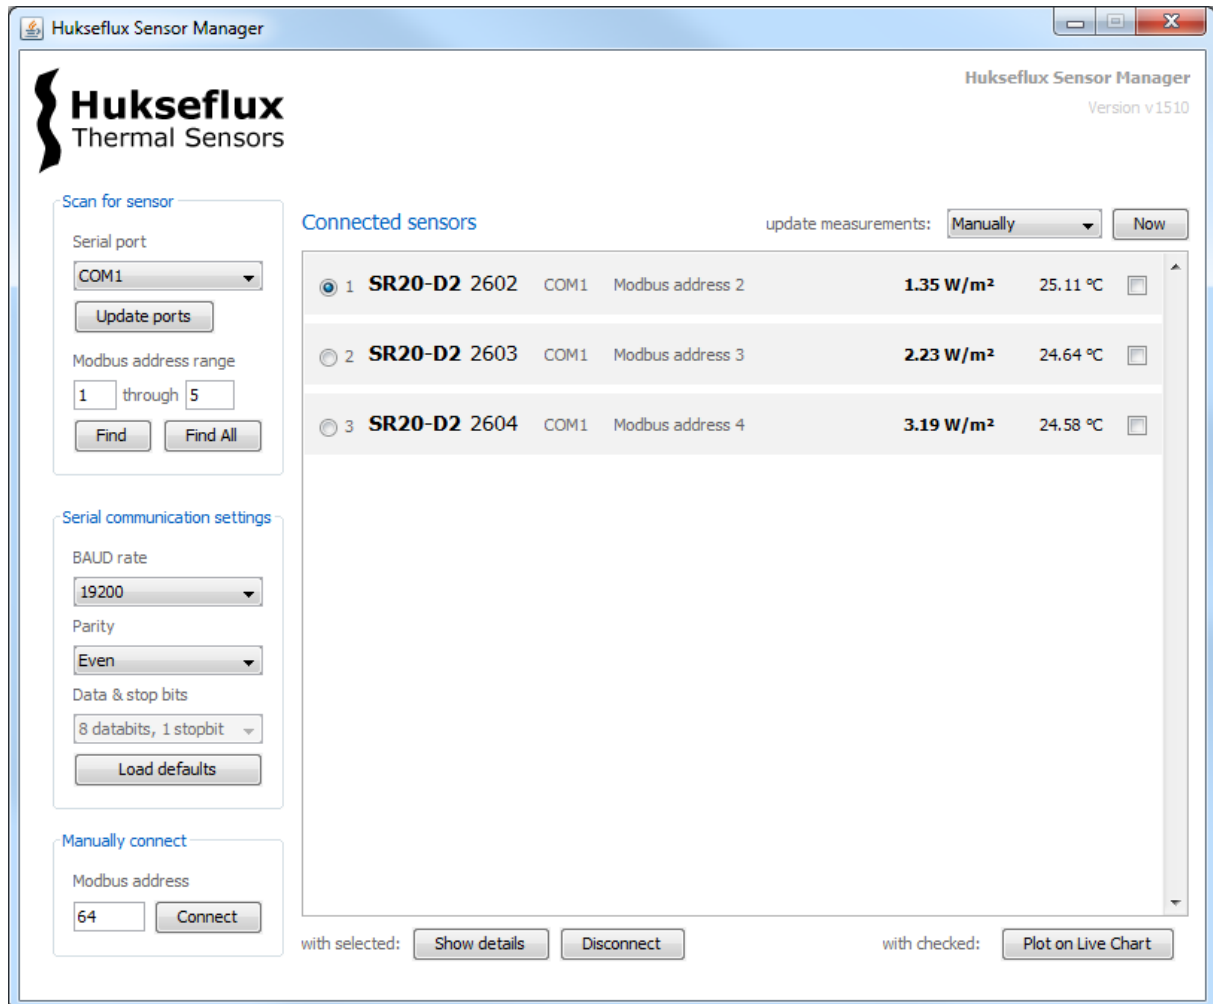 Hukseflux Sensor Manager
Hukseflux
Thermal Sensors
Hukseflux Sensor Manager
Version v1510
Scan for sensor
Serial port
COM1
Update ports
Modbus address range
1 through 5
Find Find All
Serial communication settings
BAUD rate
19200
Parity
Even
Data & stop bits
8 databits, 1 stopbit
Load defaults
Manually connect
Modbus address
64 Connect
Connected sensors update measurements: Manually Now
1 SR20-D2 2602 COM1 Modbus address 2 1.35 W/m² 25.11 ºC
2 SR20-D2 2603 COM1 Modbus address 3 2.23 W/m² 24.64 ºC
3 SR20-D2 2604 COM1 Modbus address 4 3.19 W/m² 24.58 ºC
with selected: Show details Disconnect with checked: Plot on Live Chart